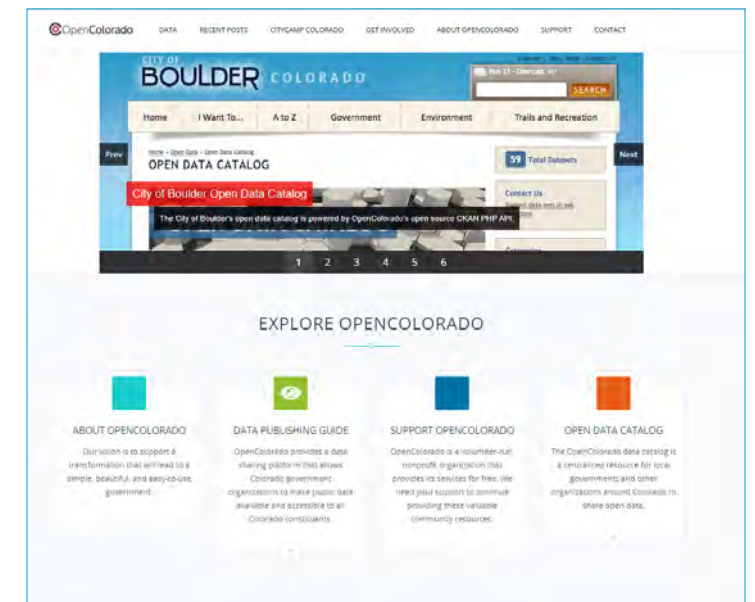 OpenColorado DATA RECENT POSTS CITYCAMP COLORADO GET INVOLVED ABOUT OPENCOLORADO SUPPORT CONTACT
CITY OF
BOULDER COLORADO
SEARCH
Home I Want To... A to Z Government Environment Trails and Recreation
Prev
Home » Open Data » Open Data Catalog
OPEN DATA CATALOG
59 Total Datasets
Next
City of Boulder Open Data Catalog
Contact Us
The City of Boulder's open data catalog is powered by OpenColorado's open source CKAN PHP API.
1 2 3 4 5 6
EXPLORE OPENCOLORADO
ABOUT OPENCOLORADO
Our vision is to support a
transformation that will lead to a
simple, beautiful, and easy-to-use
government.
DATA PUBLISHING GUIDE
OpenColorado provides a data
sharing platform that allows
Colorado government
organizations to make public data
available and accessible to all
Colorado constituents.
SUPPORT OPENCOLORADO
OpenColorado is a volunteer-run
nonprofit organization that
provides its services for free. We
need your support to continue
providing these valuable
community resources.
OPEN DATA CATALOG
The OpenColorado data catalog is
a centralized resource for local
governments and other
organizations around Colorado to
share open data.